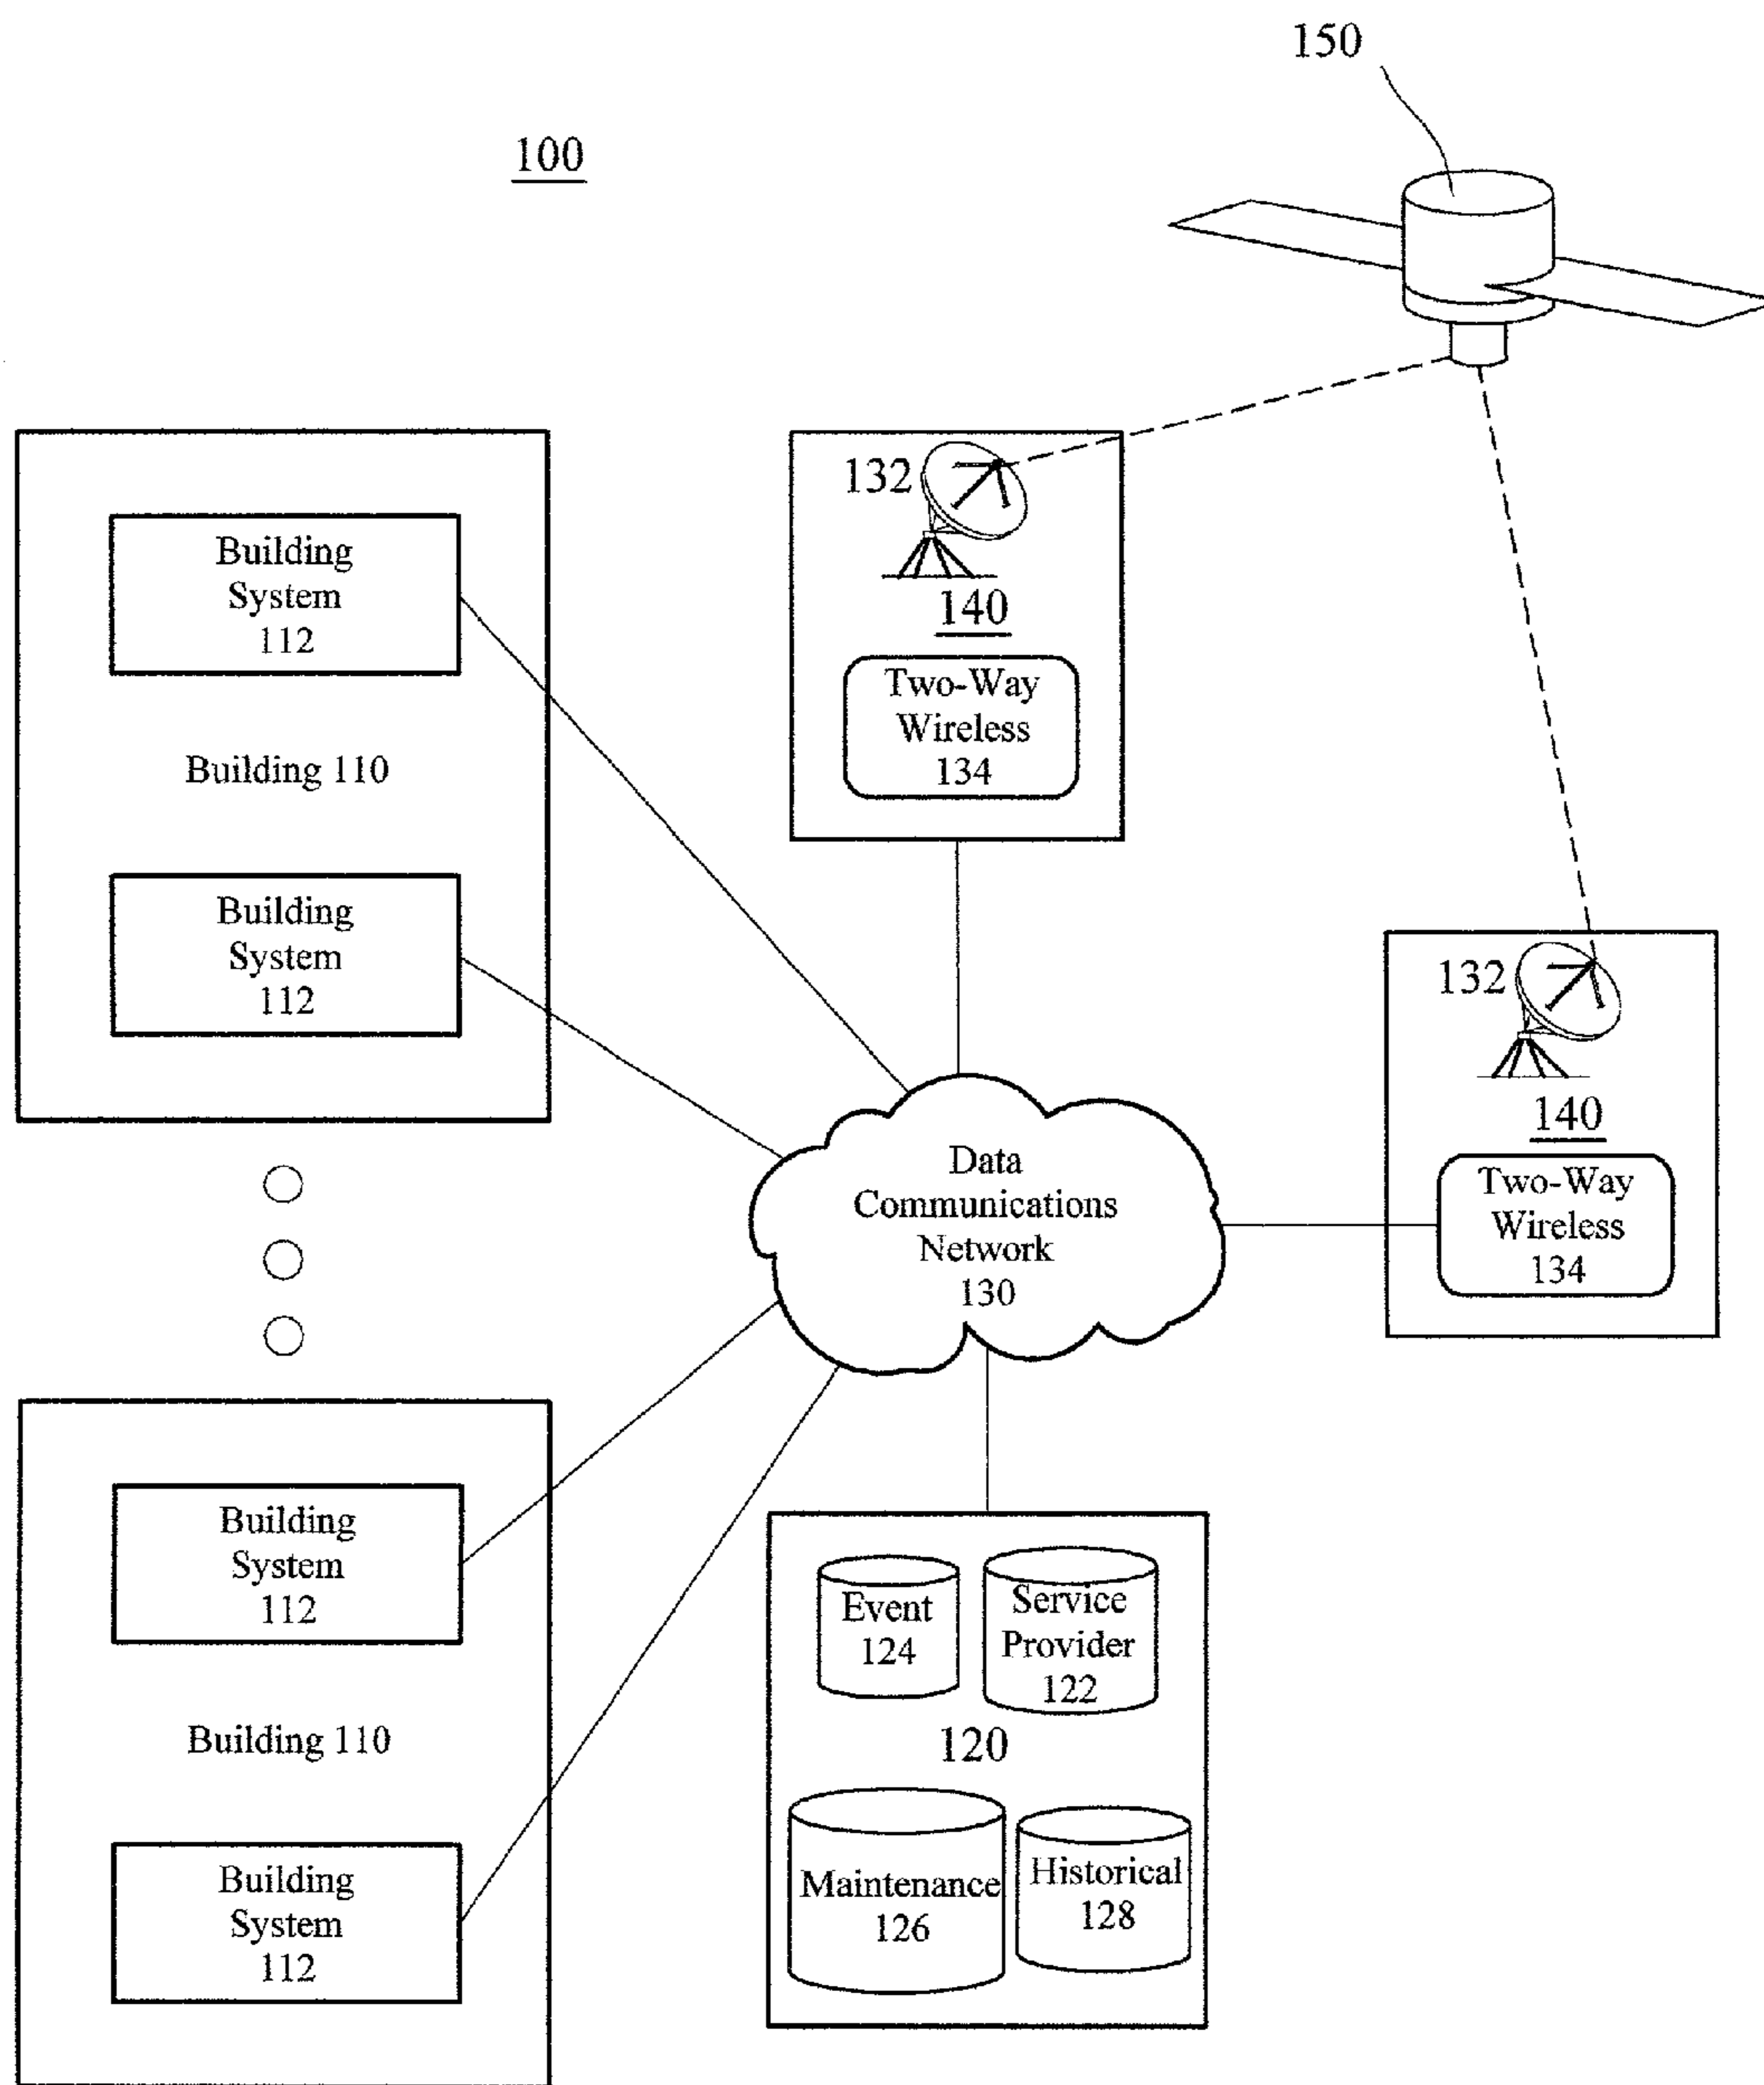 150
100
Building
System
112
Building 110
Building
System
112
132
140
Two-Way
Wireless
134
132
140
Two-Way
Wireless
134
Data
Communications
Network
130
Building
System
112
Building 110
Building
System
112
Event
124
Service
Provider
122
120
Maintenance
126
Historical
128